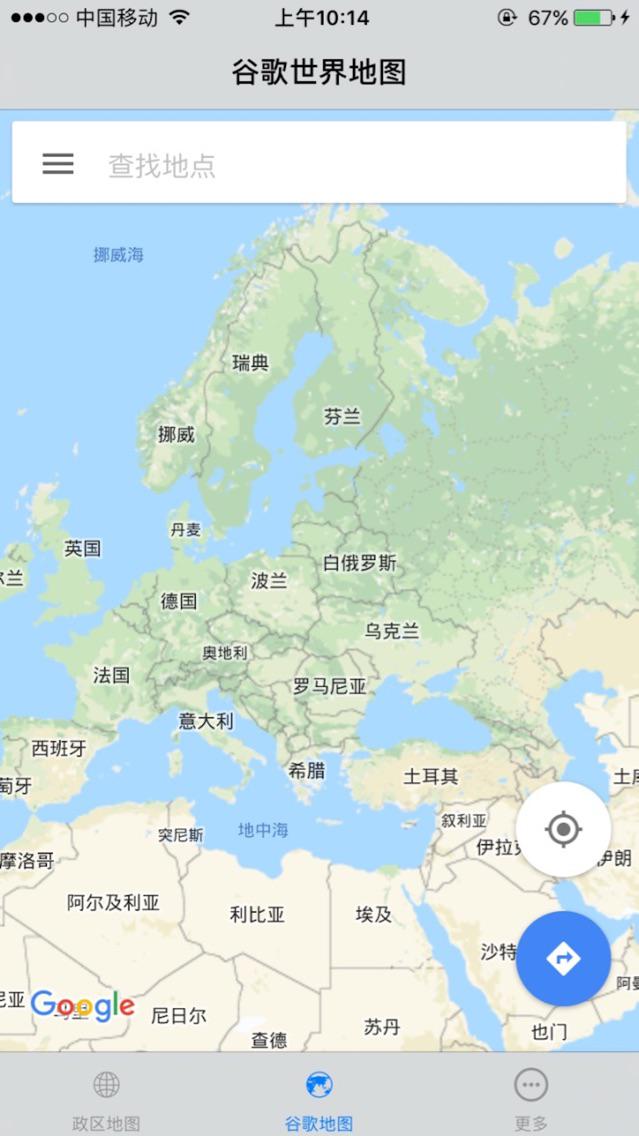 中国移动 上午10:14 67%
谷歌世界地图
查找地点
挪威海
瑞典
芬兰
挪威
丹麦
英国
尔兰
白俄罗斯
波兰
德国
乌克兰
奥地利
法国
罗马尼亚
意大利
西班牙
希腊
土耳其
萄牙
叙利亚
突尼斯
地中海
伊拉
伊朗
摩洛哥
阿尔及利亚
利比亚
埃及
沙特
阿曼
尼亚
Google
尼日尔
苏丹
也门
查德
政区地图 谷歌地图 更多